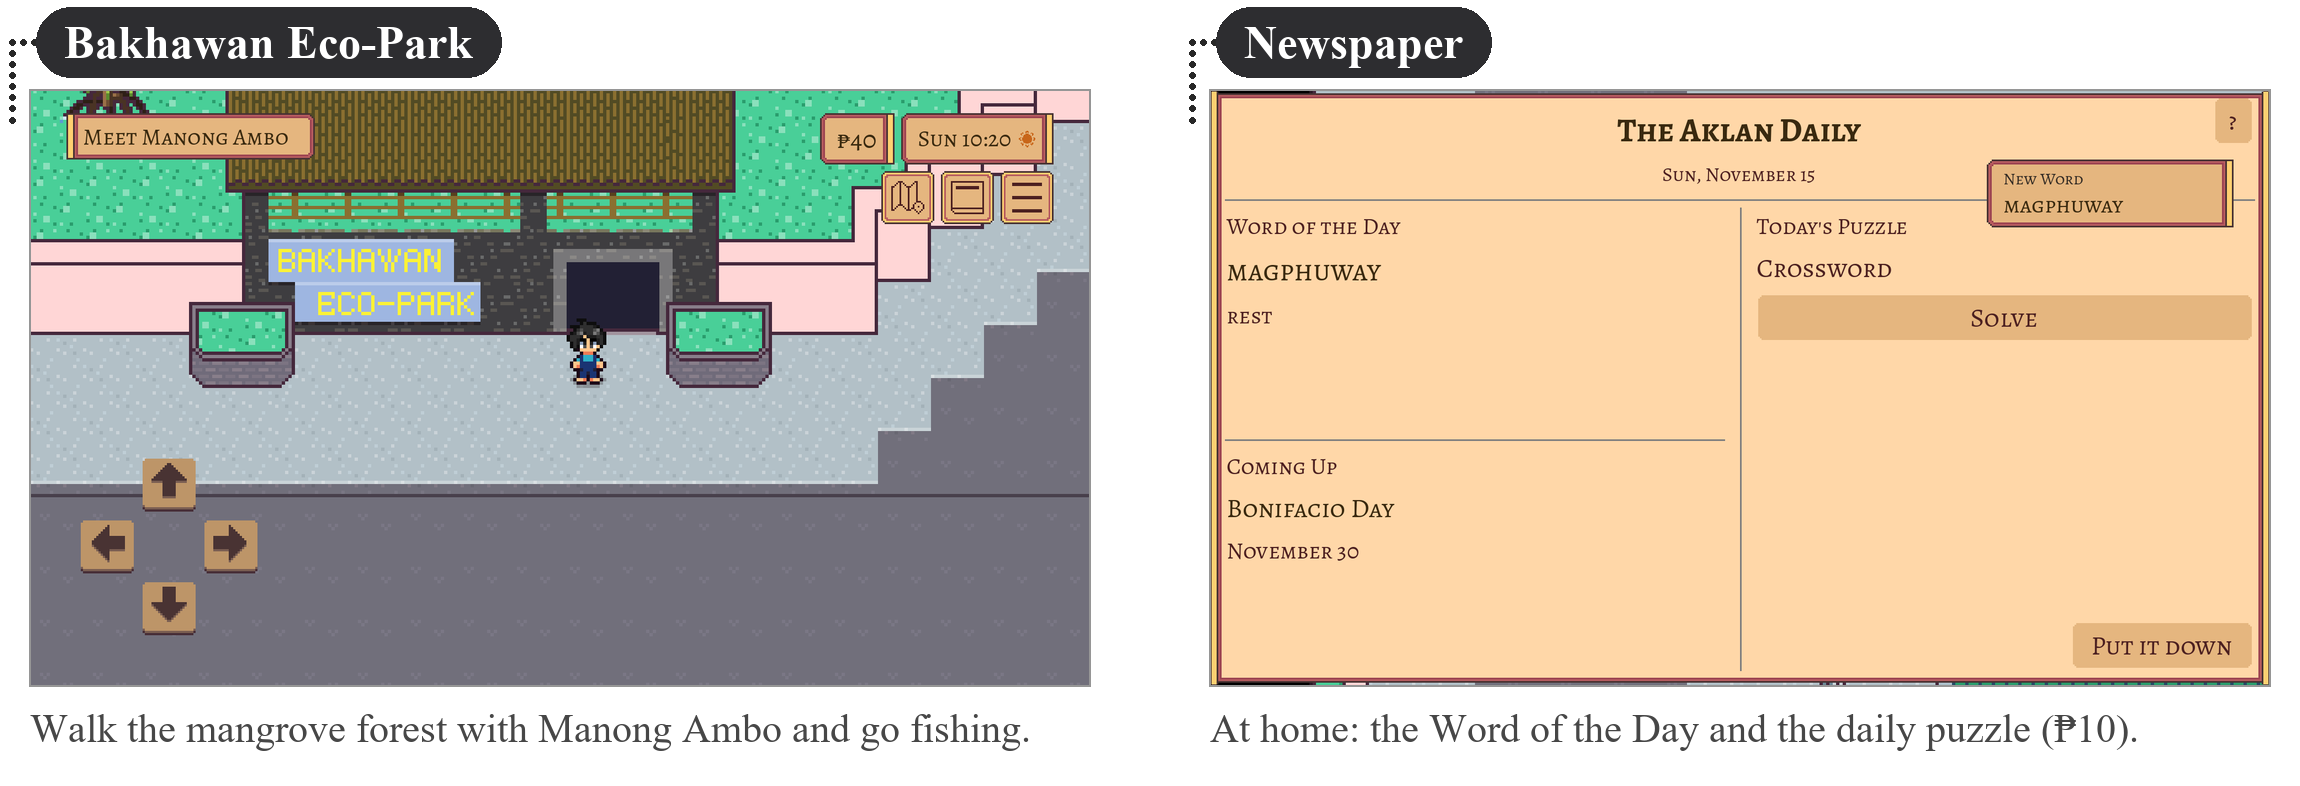 Bakhawan Eco-Park
Meet Manong Ambo
₱40
Sun 10:20
BAKHAWAN
ECO-PARK
Walk the mangrove forest with Manong Ambo and go fishing.
Newspaper
The Aklan Daily
?
Sun, November 15
New Word
magphuway
Word of the Day
magphuway
rest
Coming Up
Bonifacio Day
November 30
Today's Puzzle
Crossword
Solve
Put it down
At home: the Word of the Day and the daily puzzle (₱10).